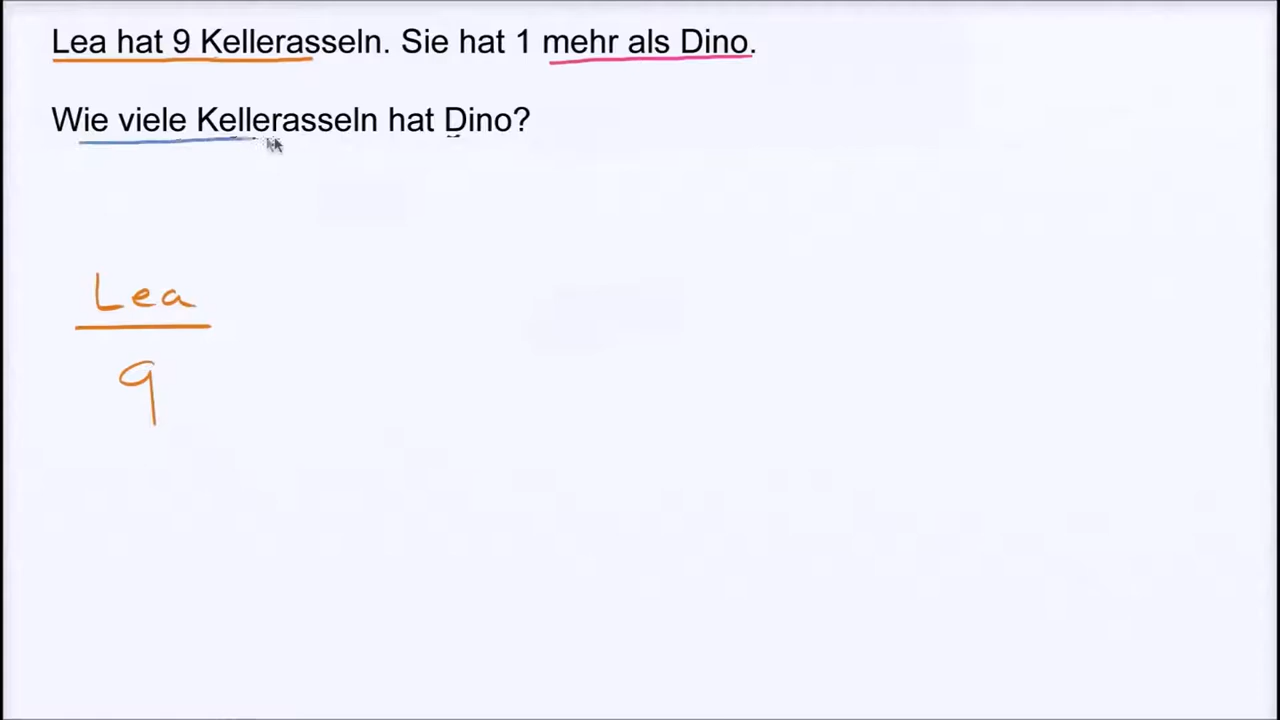 Lea hat 9 Kellerasseln. Sie hat 1 mehr als Dino.
Wie viele Kellerasseln hat Dino?
Lea
9